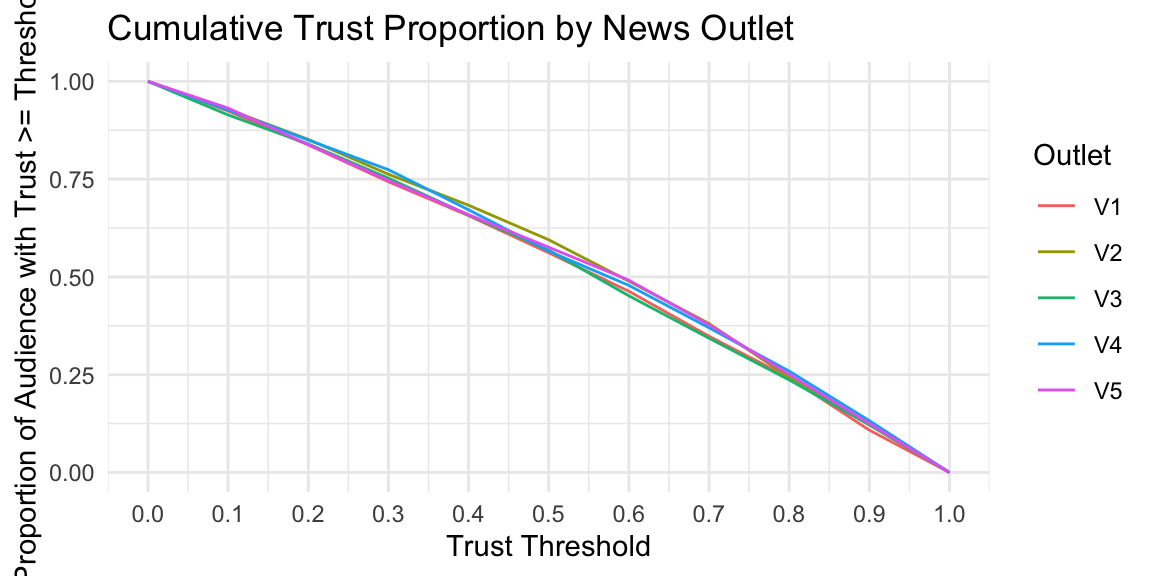 Cumulative Trust Proportion by News Outlet
Proportion of Audience with Trust >= Thresho
1.00
0.75
0.50
0.25
0.00
0.0 0.1 0.2 0.3 0.4 0.5 0.6 0.7 0.8 0.9 1.0
Trust Threshold
Outlet
V1
V2
V3
V4
V5